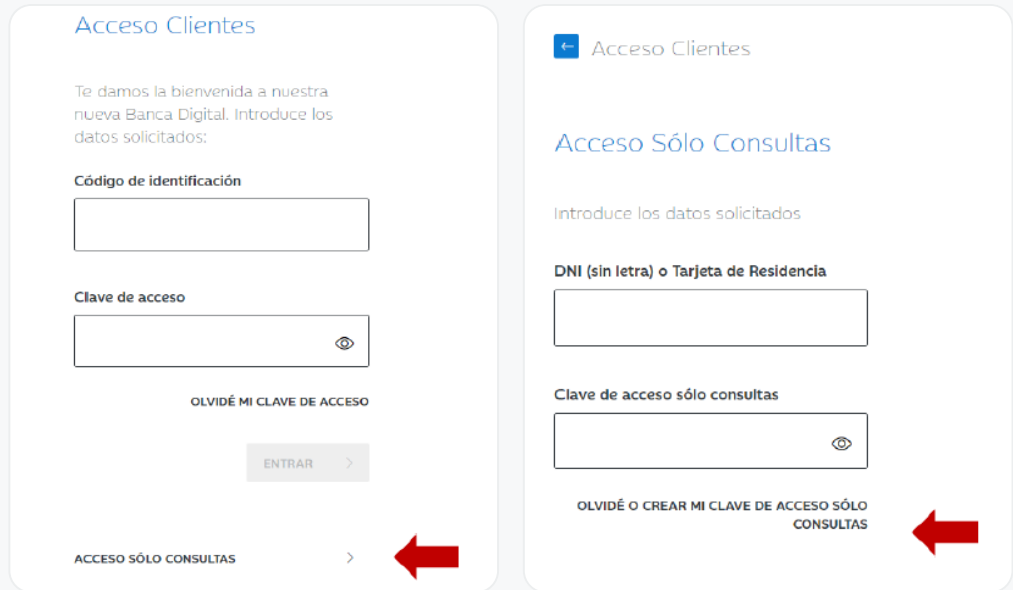 Acceso Clientes
Te damos la bienvenida a nuestra
nueva Banca Digital. Introduce los
datos solicitados:
Código de identificación
Clave de acceso
OLVIDÉ MI CLAVE DE ACCESO
ENTRAR
ACCESO SÓLO CONSULTAS
Acceso Clientes
Acceso Sólo Consultas
Introduce los datos solicitados
DNI (sin letra) o Tarjeta de Residencia
Clave de acceso sólo consultas
OLVIDÉ O CREAR MI CLAVE DE ACCESO SÓLO
CONSULTAS